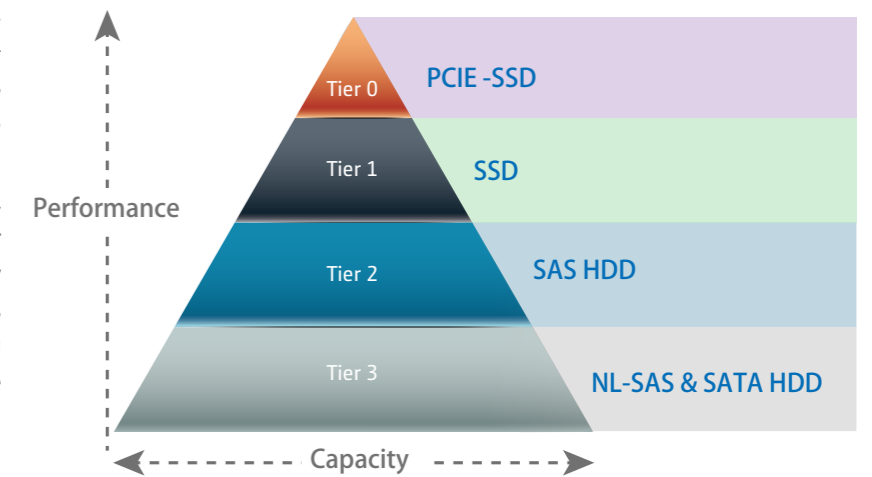 Tier 0
PCIE -SSD
Tier 1
SSD
Performance
Tier 2
SAS HDD
Tier 3
NL-SAS & SATA HDD
Capacity